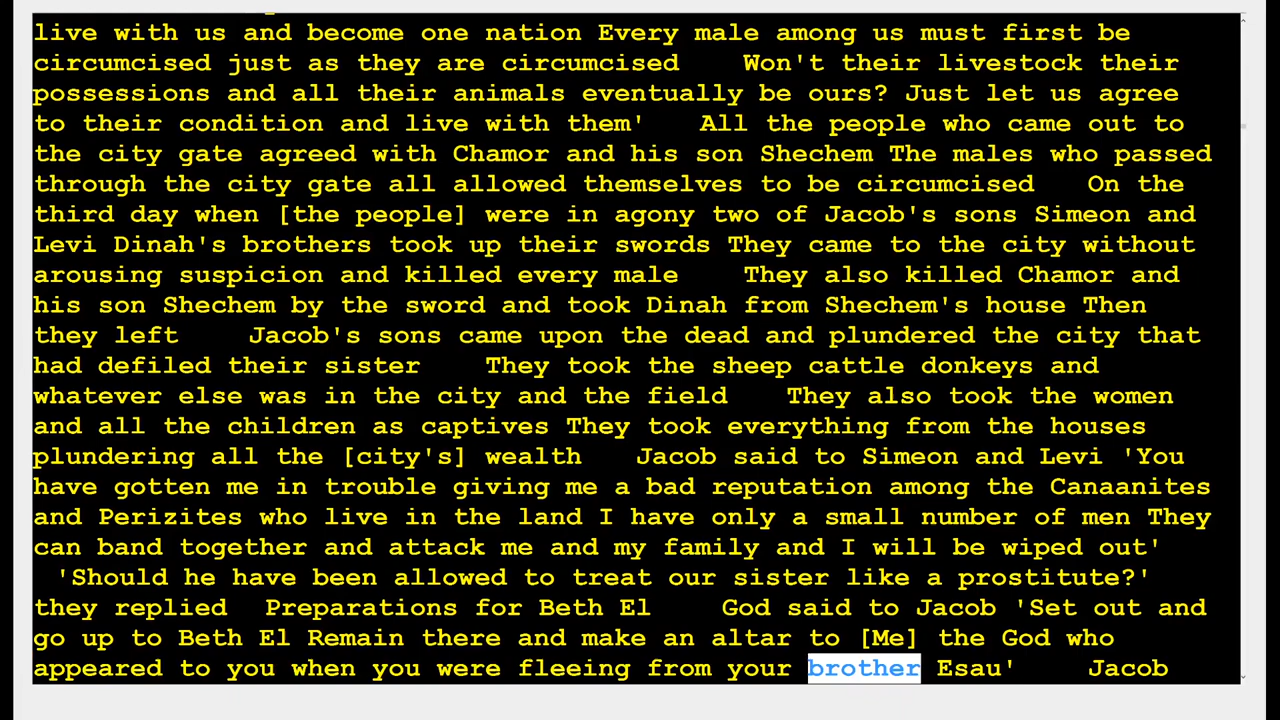 live with us and become one nation Every male among us must first be
circumcised just as they are circumcised Won't their livestock their
possessions and all their animals eventually be ours? Just let us agree
to their condition and live with them' All the people who came out to
the city gate agreed with Chamor and his son Shechem The males who passed
through the city gate all allowed themselves to be circumcised On the
third day when [the people] were in agony two of Jacob's sons Simeon and
Levi Dinah's brothers took up their swords They came to the city without
arousing suspicion and killed every male They also killed Chamor and
his son Shechem by the sword and took Dinah from Shechem's house Then
they left Jacob's sons came upon the dead and plundered the city that
had defiled their sister They took the sheep cattle donkeys and
whatever else was in the city and the field They also took the women
and all the children as captives They took everything from the houses
plundering all the [city's] wealth Jacob said to Simeon and Levi 'You
have gotten me in trouble giving me a bad reputation among the Canaanites
and Perizites who live in the land I have only a small number of men They
can band together and attack me and my family and I will be wiped out'
'Should he have been allowed to treat our sister like a prostitute?'
they replied Preparations for Beth El God said to Jacob 'Set out and
go up to Beth El Remain there and make an altar to [Me] the God who
appeared to you when you were fleeing from your brother Esau' Jacob